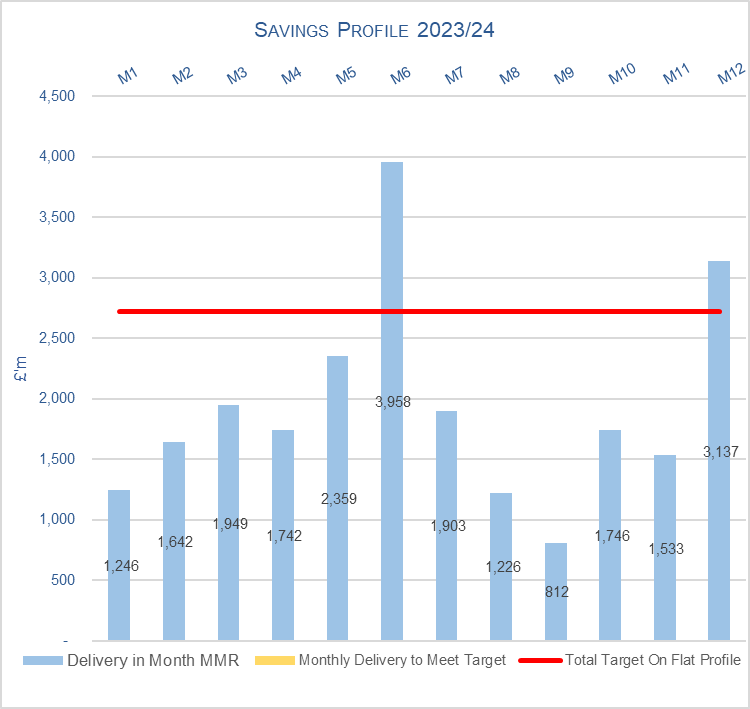 SAVINGS PROFILE 2023/24
M1 M2 M3 M4 M5 M6 M7 M8 M9 M10 M11 M12
4,500
4,000
3,500
3,000
2,500
2,000
1,500
1,000
500
-
£'m
1,246 1,642 1,949 1,742 2,359 3,958 1,903 1,226 812 1,746 1,533 3,137
Delivery in Month MMR Monthly Delivery to Meet Target Total Target On Flat Profile